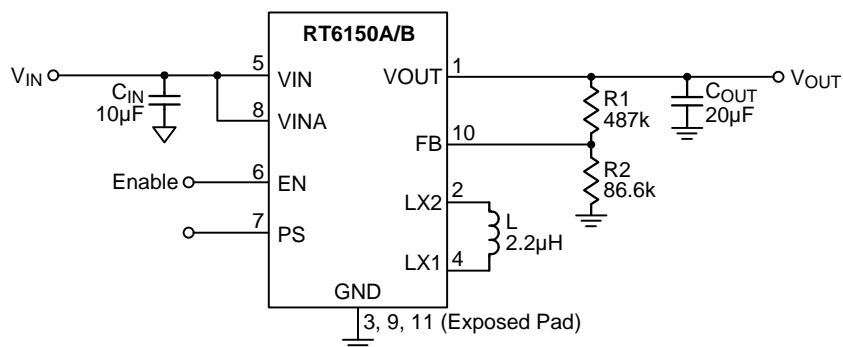 RT6150A/B
V_IN
5
VIN
VOUT
1
V_OUT
C_IN
10µF
8
VINA
R1
487k
C_OUT
20µF
FB
10
Enable
6
EN
R2
86.6k
7
PS
LX2
2
L
2.2µH
LX1
4
GND
3, 9, 11 (Exposed Pad)